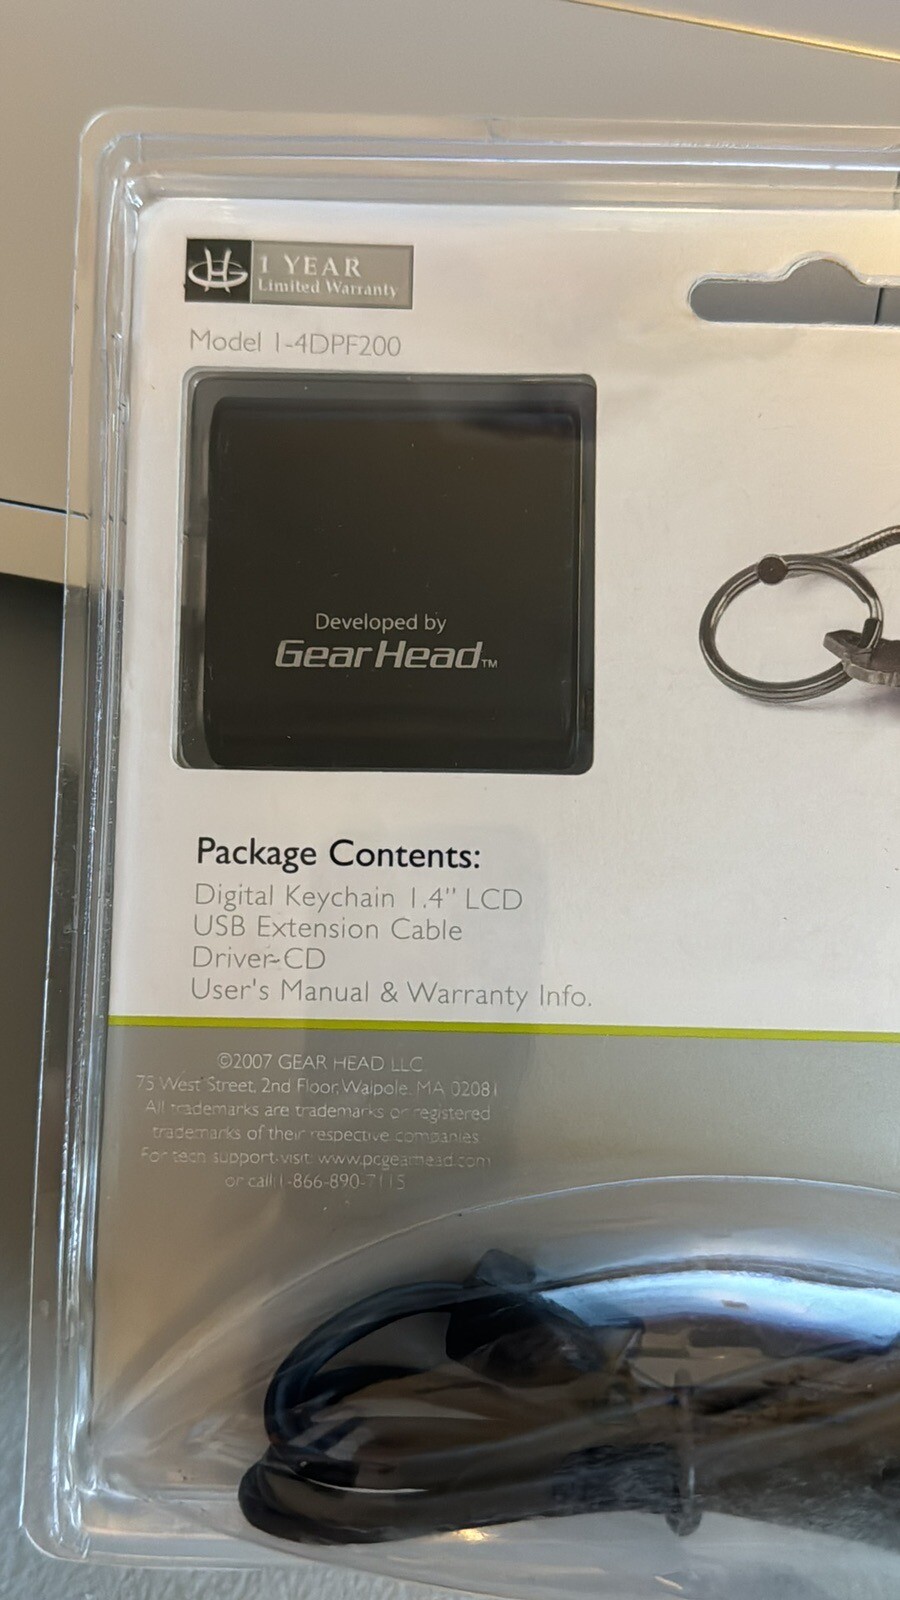 1 YEAR
Limited Warranty
Model 1-4DPF200
Developed by
GearHead™
Package Contents:
Digital Keychain 1.4" LCD
USB Extension Cable
Driver CD
User's Manual & Warranty Info.
©2007 GEAR HEAD LLC
75 West Street, 2nd Floor, Walpole, MA 02081
All trademarks are trademarks or registered
trademarks of their respective companies
For tech support visit: www.pcgearhead.com
or call:1-866-890-7115